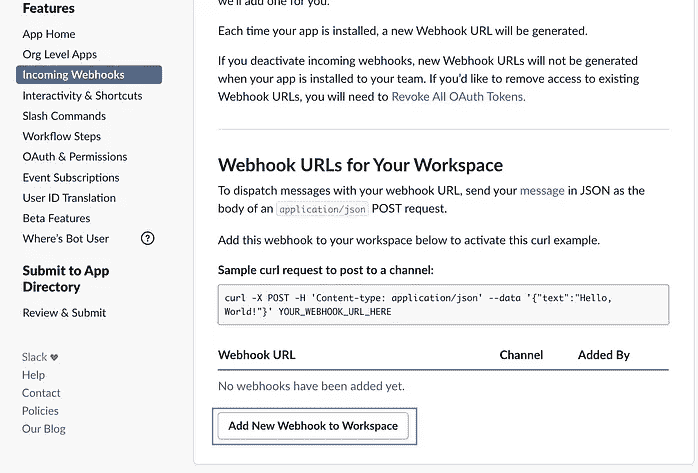 Features
App Home
Org Level Apps
Incoming Webhooks
Interactivity & Shortcuts
Slash Commands
Workflow Steps
OAuth & Permissions
Event Subscriptions
User ID Translation
Beta Features
Where's Bot User ?
Submit to App
Directory
Review & Submit
Slack ♥
Help
Contact
Policies
Our Blog
we'll add one for you.
Each time your app is installed, a new Webhook URL will be generated.
If you deactivate incoming webhooks, new Webhook URLs will not be generated
when your app is installed to your team. If you'd like to remove access to existing
Webhook URLs, you will need to Revoke All OAuth Tokens.
Webhook URLs for Your Workspace
To dispatch messages with your webhook URL, send your message in JSON as the
body of an application/json POST request.
Add this webhook to your workspace below to activate this curl example.
Sample curl request to post to a channel:
curl -X POST -H 'Content-type: application/json' --data '{"text":"Hello,
World!"}' YOUR_WEBHOOK_URL_HERE
Webhook URL Channel Added By
No webhooks have been added yet.
Add New Webhook to Workspace